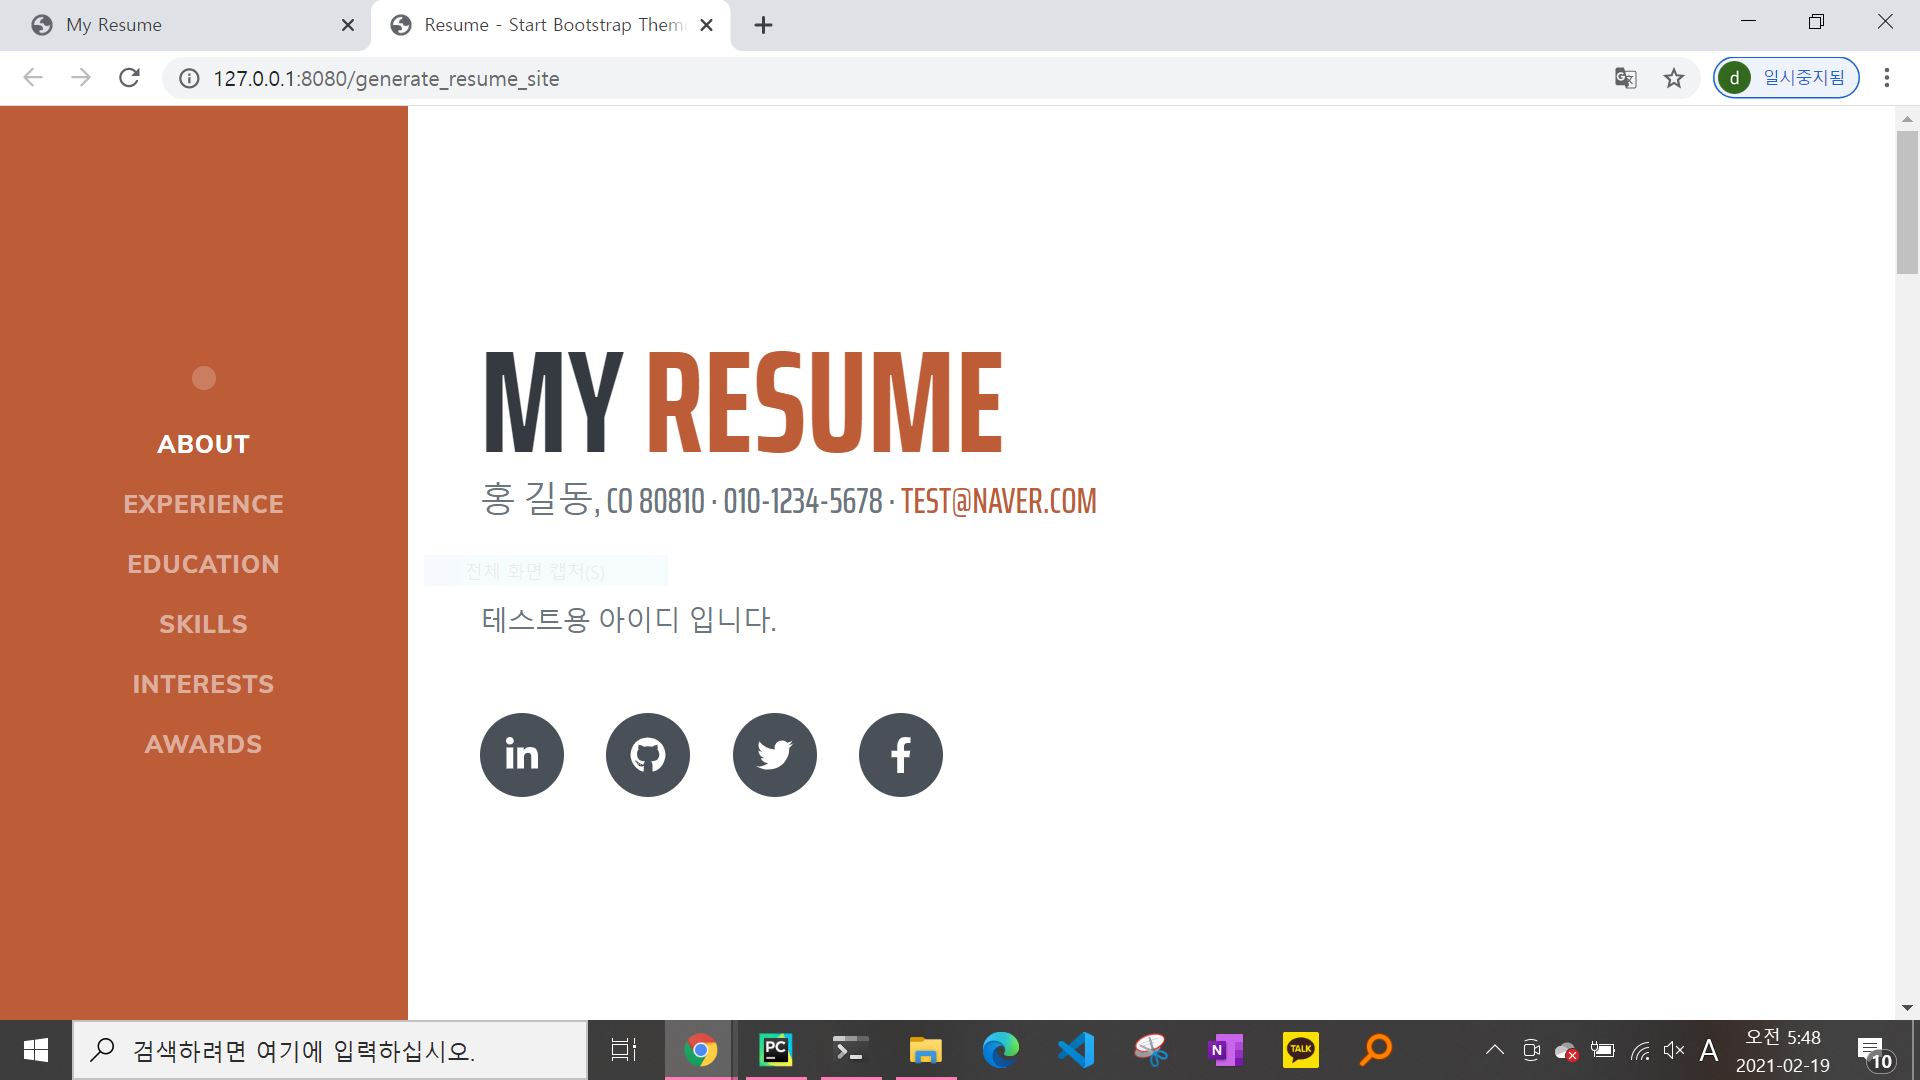 My Resume
Resume - Start Bootstrap Them
127.0.0.1:8080/generate_resume_site
d 일시중지됨
MY RESUME
홍 길동, CO 80810 · 010-1234-5678 · TEST@NAVER.COM
전체 화면 캡처(S)
테스트용 아이디 입니다.
ABOUT
EXPERIENCE
EDUCATION
SKILLS
INTERESTS
AWARDS
검색하려면 여기에 입력하십시오.
PC
N
TALK
A
오전 5:48
2021-02-19
10